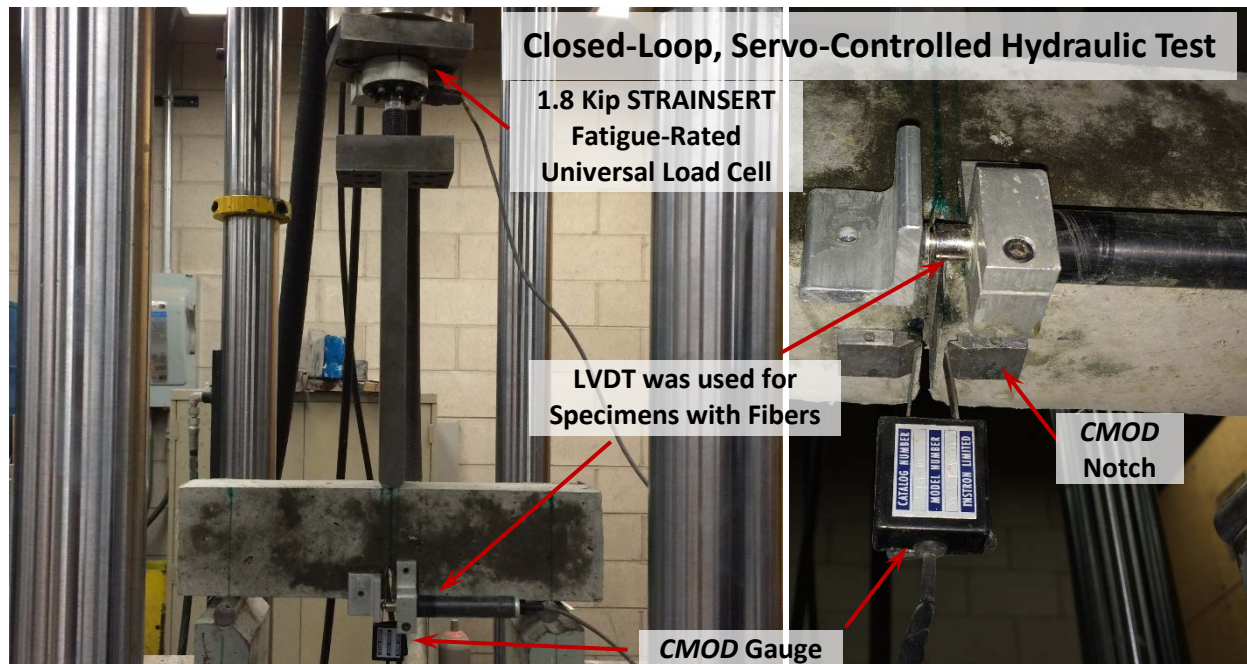 Closed-Loop, Servo-Controlled Hydraulic Test
1.8 Kip STRAINSERT
Fatigue-Rated
Universal Load Cell
LVDT was used for
Specimens with Fibers
CMOD
Notch
CATALOG NUMBER
MODEL NUMBER
INSTRON LIMITED
CMOD Gauge